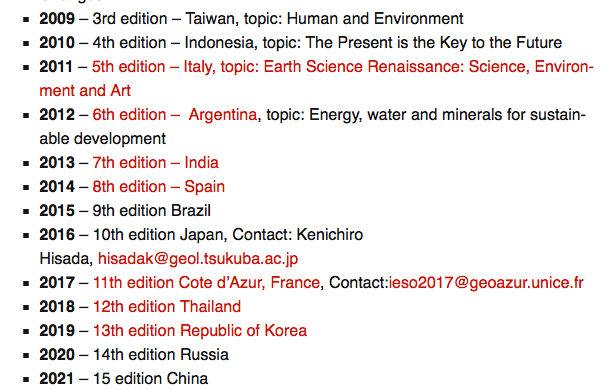 2009 – 3rd edition – Taiwan, topic: Human and Environment
2010 – 4th edition – Indonesia, topic: The Present is the Key to the Future
2011 – 5th edition – Italy, topic: Earth Science Renaissance: Science, Environ-
ment and Art
2012 – 6th edition –  Argentina, topic: Energy, water and minerals for sustain-
able development
2013 – 7th edition – India
2014 – 8th edition – Spain
2015 – 9th edition Brazil
2016 – 10th edition Japan, Contact: Kenichiro
Hisada, hisadak@geol.tsukuba.ac.jp
2017 – 11th edition Cote d’Azur, France, Contact:ieso2017@geoazur.unice.fr
2018 – 12th edition Thailand
2019 – 13th edition Republic of Korea
2020 – 14th edition Russia
2021 – 15 edition China